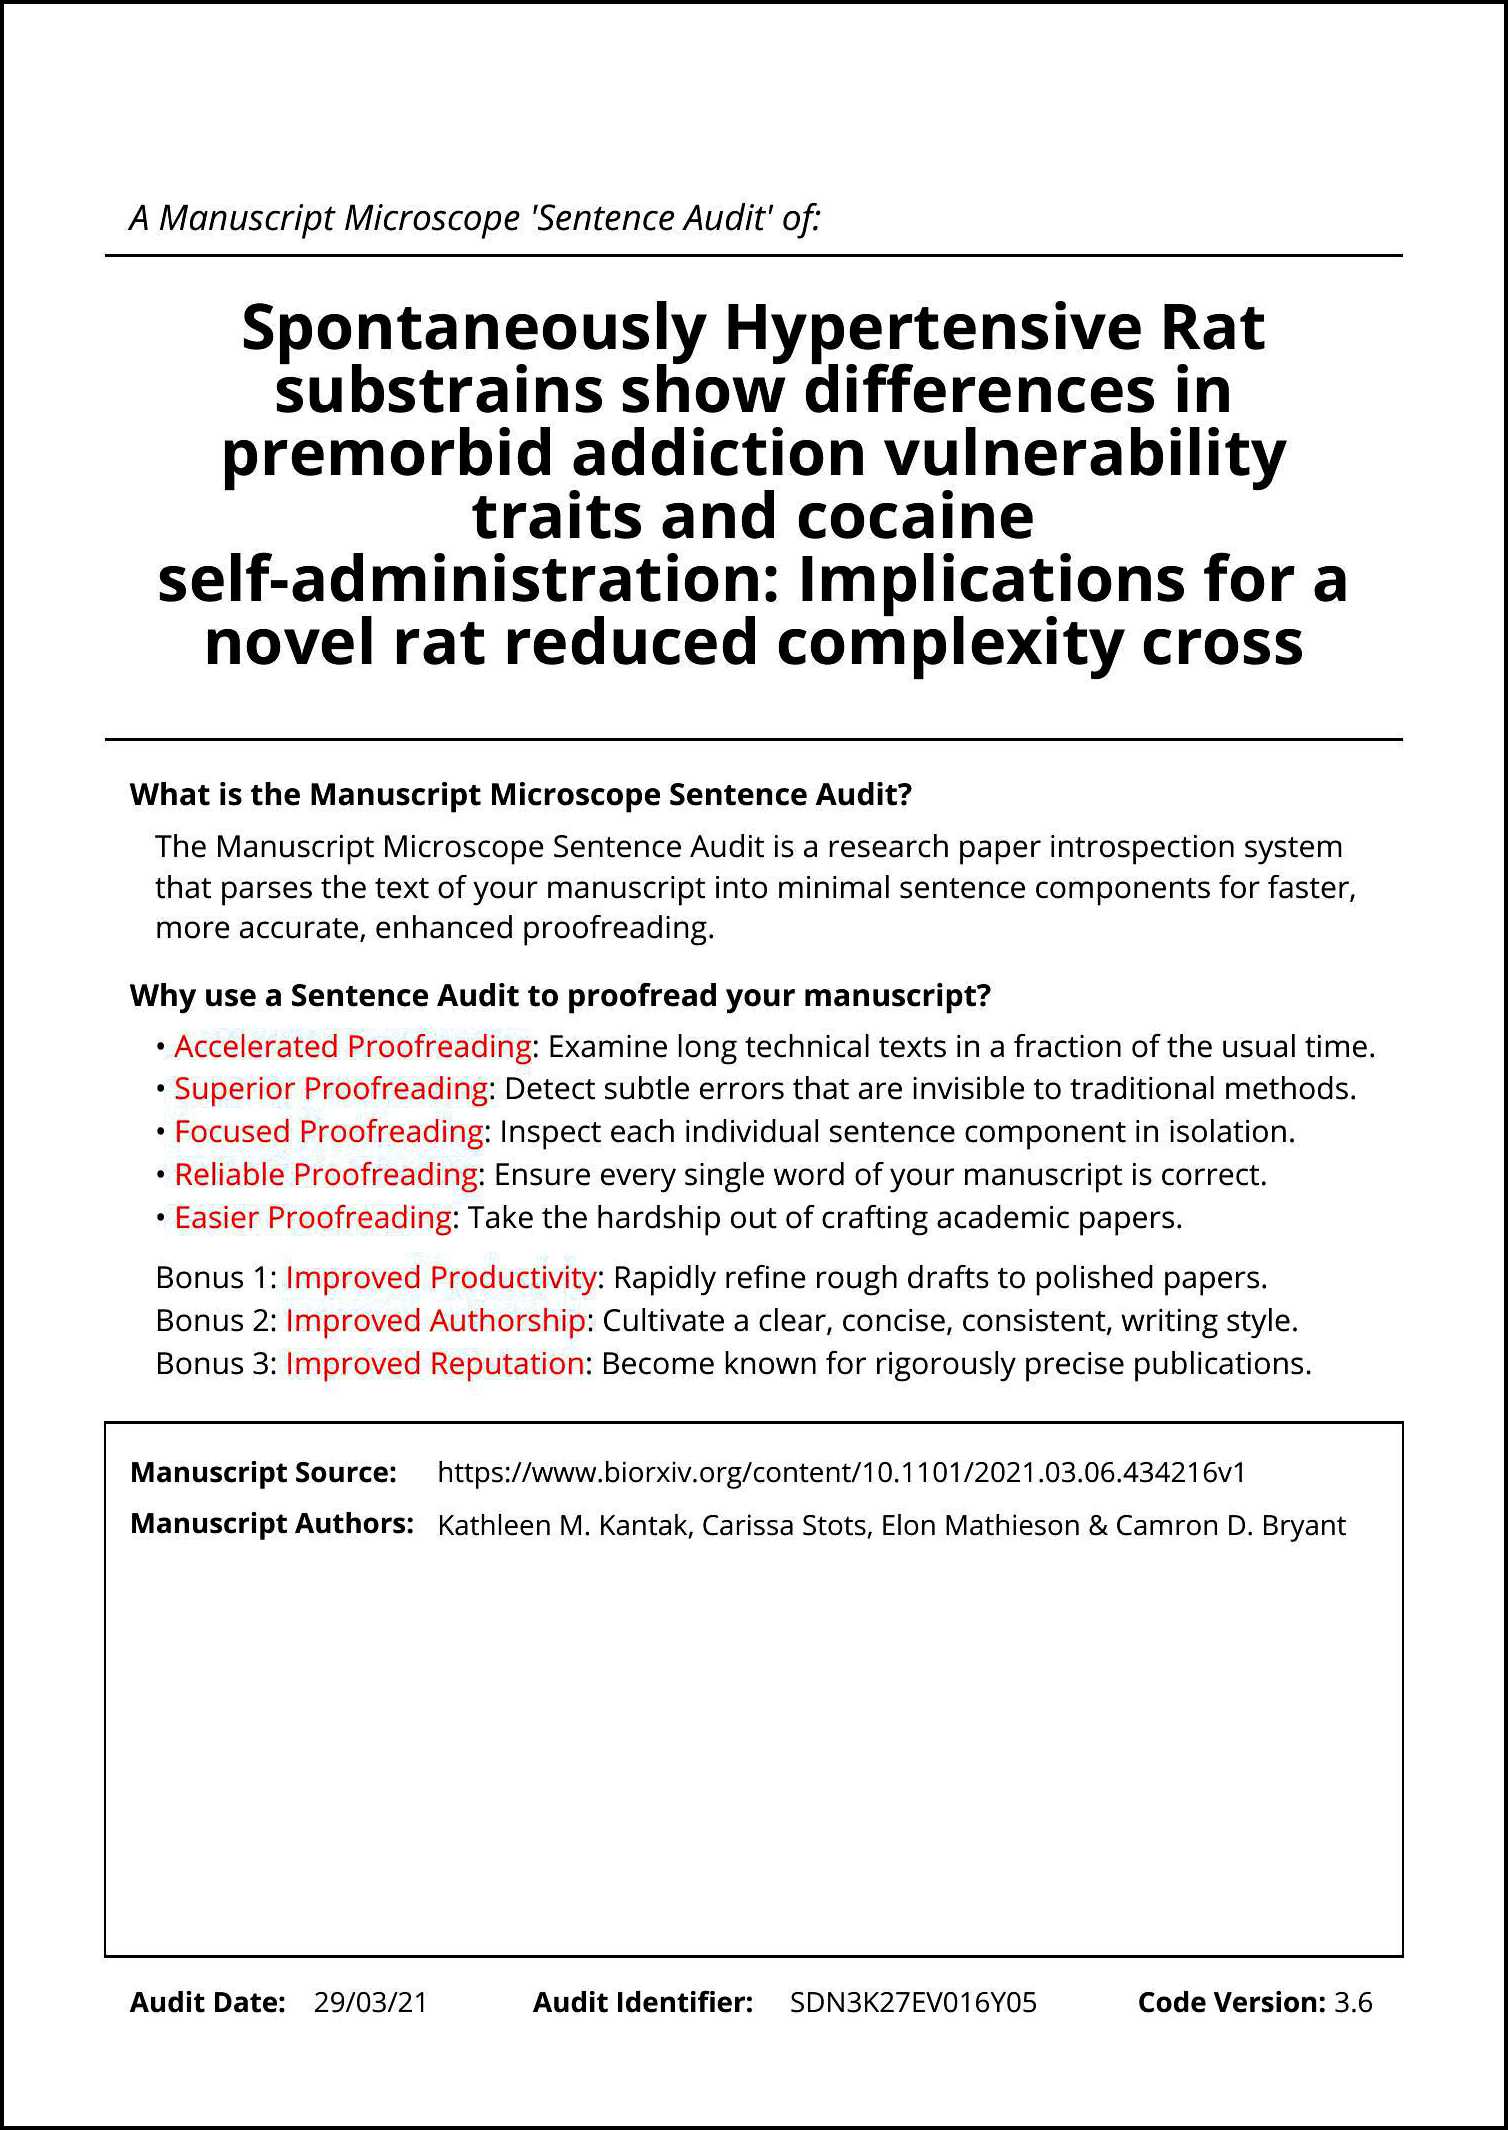 A Manuscript Microscope 'Sentence Audit' of:
Spontaneously Hypertensive Rat
substrains show differences in
premorbid addiction vulnerability
traits and cocaine
self-administration: Implications for a
novel rat reduced complexity cross
What is the Manuscript Microscope Sentence Audit?
The Manuscript Microscope Sentence Audit is a research paper introspection system
that parses the text of your manuscript into minimal sentence components for faster,
more accurate, enhanced proofreading.
Why use a Sentence Audit to proofread your manuscript?
• Accelerated Proofreading: Examine long technical texts in a fraction of the usual time.
• Superior Proofreading: Detect subtle errors that are invisible to traditional methods.
• Focused Proofreading: Inspect each individual sentence component in isolation.
• Reliable Proofreading: Ensure every single word of your manuscript is correct.
• Easier Proofreading: Take the hardship out of crafting academic papers.
Bonus 1: Improved Productivity: Rapidly refine rough drafts to polished papers.
Bonus 2: Improved Authorship: Cultivate a clear, concise, consistent, writing style.
Bonus 3: Improved Reputation: Become known for rigorously precise publications.
Manuscript Source: https://www.biorxiv.org/content/10.1101/2021.03.06.434216v1
Manuscript Authors: Kathleen M. Kantak, Carissa Stots, Elon Mathieson & Camron D. Bryant
Audit Date: 29/03/21 Audit Identifier: SDN3K27EV016Y05 Code Version: 3.6